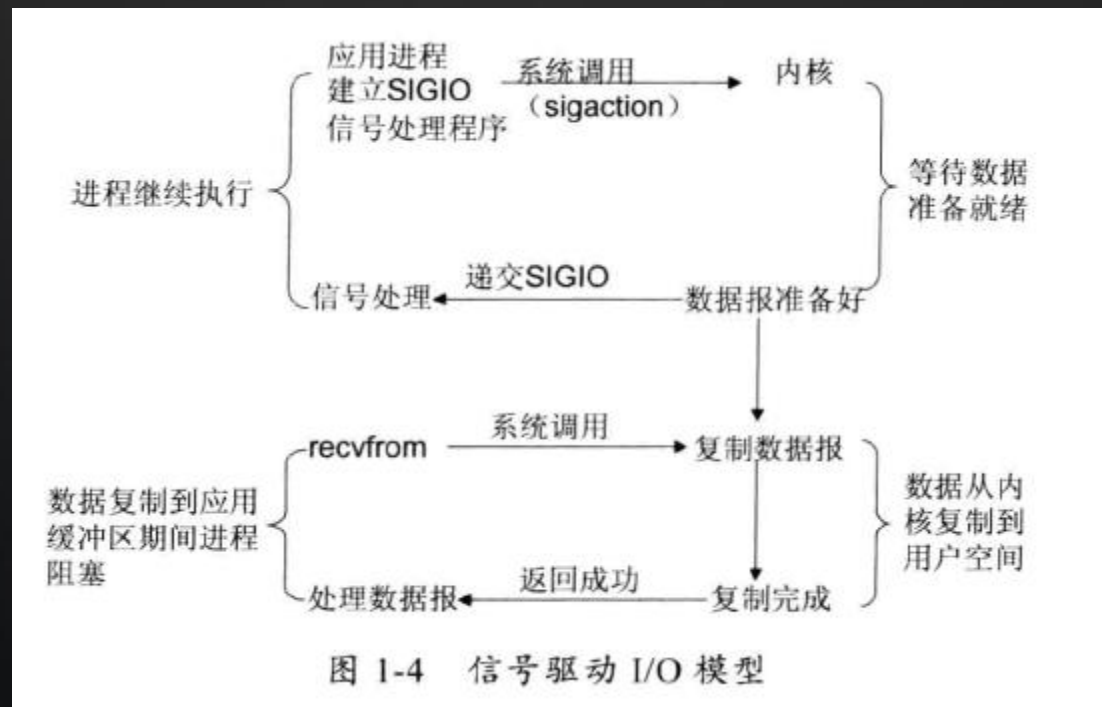 应用进程
建立SIGIO
信号处理程序
系统调用
（sigaction）
内核
进程继续执行
等待数据
准备就绪
信号处理
递交SIGIO
数据报准备好
recvfrom
系统调用
复制数据报
数据复制到应用
缓冲区期间进程
阻塞
数据从内
核复制到
用户空间
处理数据报
返回成功
复制完成
图 1-4 信号驱动 I/O 模型